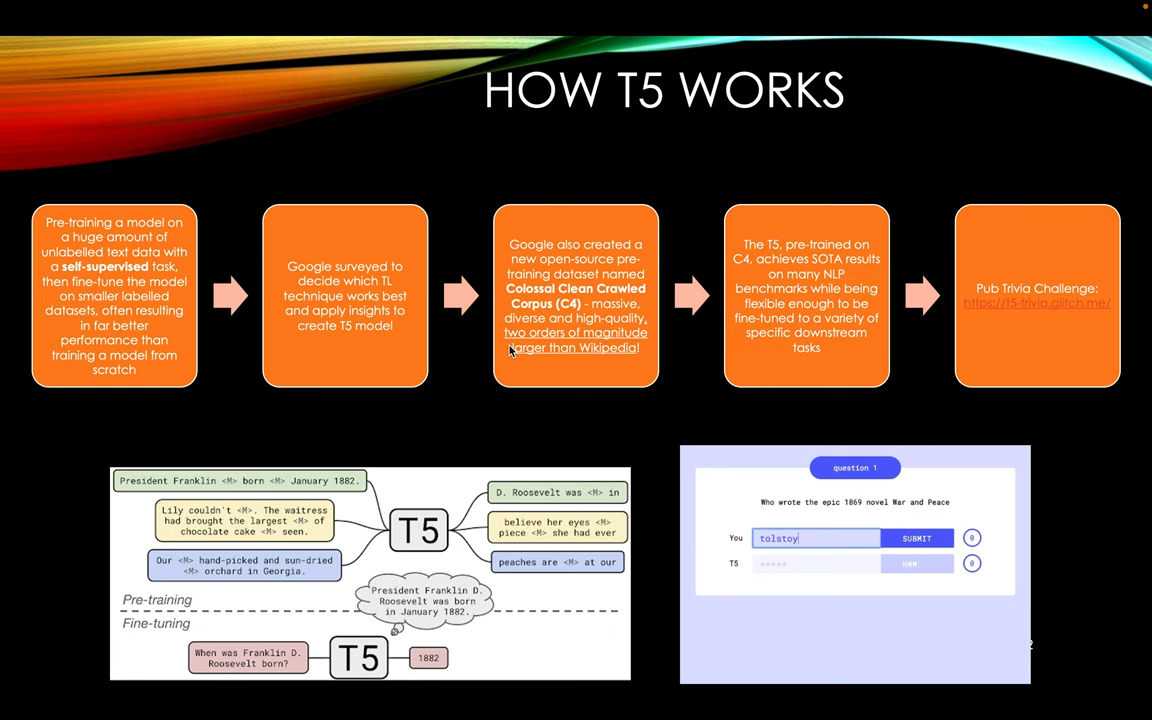 HOW T5 WORKS
Pre-training a model on
a huge amount of
unlabelled text data with
a self-supervised task,
then fine-tune the model
on smaller labelled
datasets, often resulting
in far better
performance than
training a model from
scratch
Google surveyed to
decide which TL
technique works best
and apply insights to
create T5 model
Google also created a
new open-source pre-
training dataset named
Colossal Clean Crawled
Corpus (C4) - massive,
diverse and high-quality,
two orders of magnitude
larger than Wikipedia!
The T5, pre-trained on
C4, achieves SOTA results
on many NLP
benchmarks while being
flexible enough to be
fine-tuned to a variety of
specific downstream
tasks
Pub Trivia Challenge:
https://t5-trivia.glitch.me/
President Franklin <M> born <M> January 1882.
Lily couldn't <M>. The waitress
had brought the largest <M> of
chocolate cake <M> seen.
Our <M> hand-picked and sun-dried
<M> orchard in Georgia.
T5
D. Roosevelt was <M> in
believe her eyes <M>
piece <M> she had ever
peaches are <M> at our
Pre-training
President Franklin D.
Roosevelt was born
in January 1882.
Fine-tuning
When was Franklin D.
Roosevelt born?
T5
1882
question 1
Who wrote the epic 1869 novel War and Peace
You tolstoy SUBMIT 0
T5 ***** HMM... 0
2